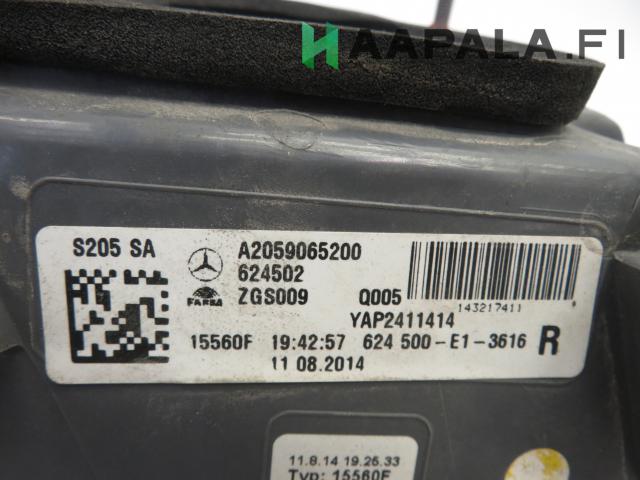 HAAPALA.FI
S205 SA
A2059065200
624502
FARBA
ZGS009 Q005
143217411
YAP2411414
15560F 19:42:57 624 500-E1-3616 R
11 08.2014
11.8.14 19.25.33
Typ: 15560F